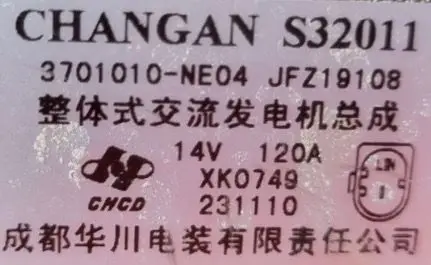 CHANGAN S32011
3701010-NE04 JFZ19108
整体式交流发电机总成
14V 120A
XK0749
CHCD 231110
LIN
成都华川电装有限责任公司